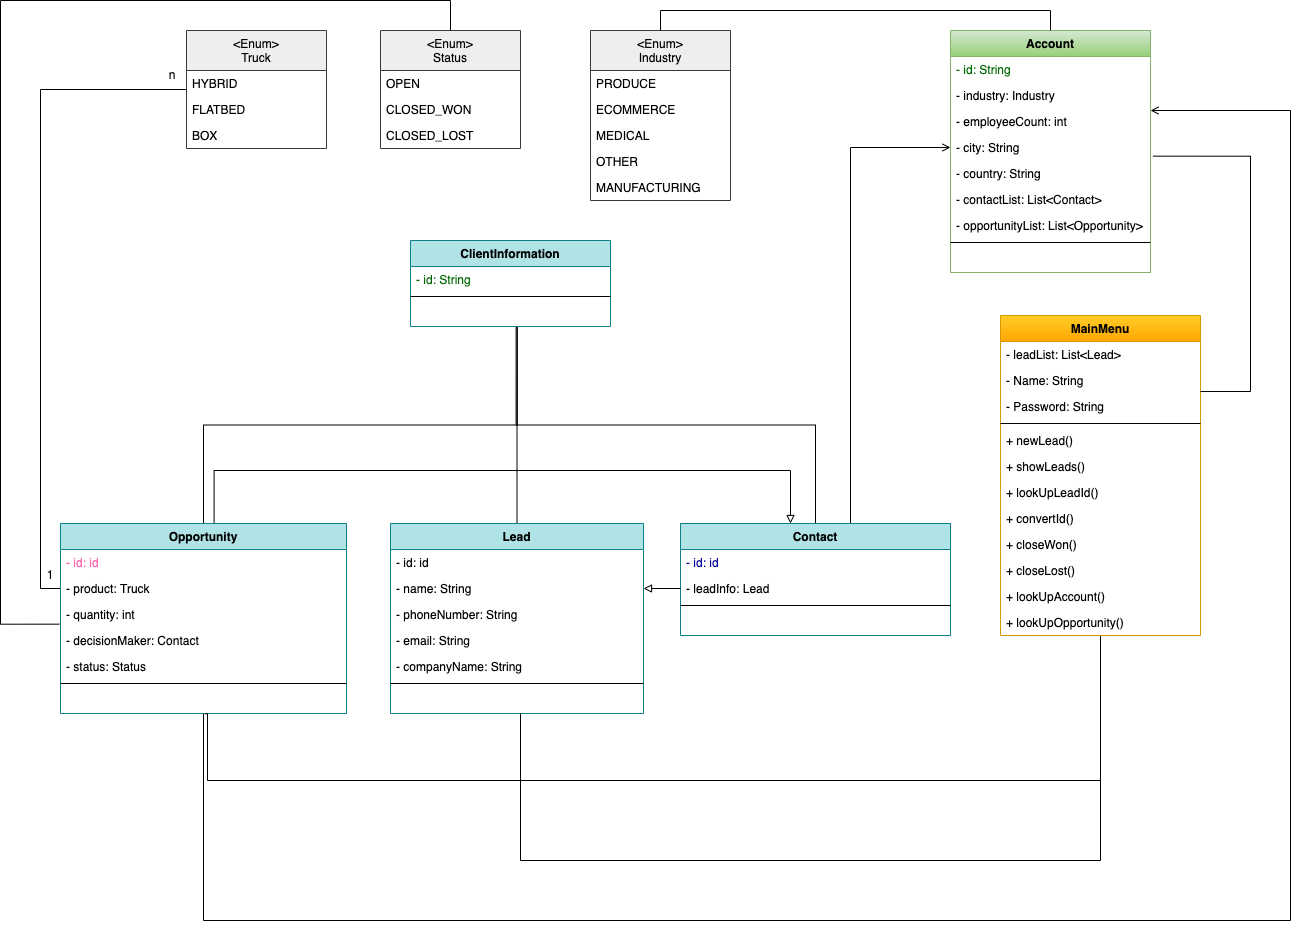 <Enum>
Truck
n
HYBRID
FLATBED
BOX
<Enum>
Status
OPEN
CLOSED_WON
CLOSED_LOST
<Enum>
Industry
PRODUCE
ECOMMERCE
MEDICAL
OTHER
MANUFACTURING
Account
- id: String
- industry: Industry
- employeeCount: int
- city: String
- country: String
- contactList: List<Contact>
- opportunityList: List<Opportunity>
ClientInformation
- id: String
MainMenu
- leadList: List<Lead>
- Name: String
- Password: String
+ newLead()
+ showLeads()
+ lookUpLeadId()
+ convertId()
+ closeWon()
+ closeLost()
+ lookUpAccount()
+ lookUpOpportunity()
1
Opportunity
- id: id
- product: Truck
- quantity: int
- decisionMaker: Contact
- status: Status
Lead
- id: id
- name: String
- phoneNumber: String
- email: String
- companyName: String
Contact
- id: id
- leadInfo: Lead